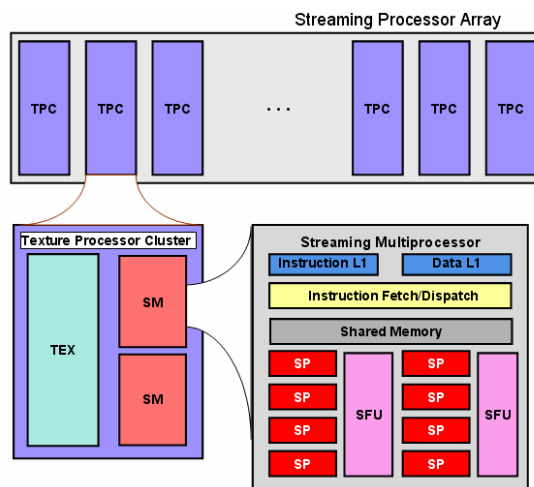 Streaming Processor Array
TPC TPC TPC . . . TPC TPC TPC
Texture Processor Cluster
TEX
SM
SM
Streaming Multiprocessor
Instruction L1 Data L1
Instruction Fetch/Dispatch
Shared Memory
SP SP
SP SP
SFU SFU
SP SP
SP SP